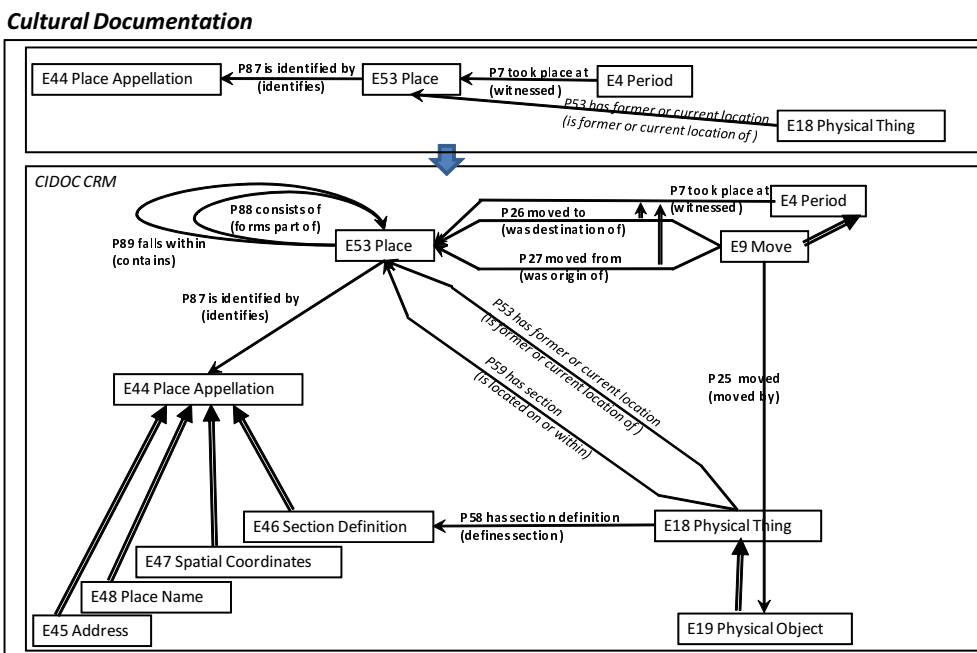 Cultural Documentation
E44 Place Appellation
P87 is identified by
(identifies)
E53 Place
P7 took place at
(witnessed)
E4 Period
P53 has former or current location
(is former or current location of )
E18 Physical Thing
CIDOC CRM
P88 consists of
(forms part of)
P89 falls within
(contains)
E53 Place
P26 moved to
(was destination of)
P27 moved from
(was origin of)
P7 took place at
(witnessed)
E4 Period
E9 Move
P87 is identified by
(identifies)
P53 has former or current location
(is former or current location of )
P59 has section
(is located on or within)
P25 moved
(moved by)
E44 Place Appellation
E46 Section Definition
P58 has section definition
(defines section)
E18 Physical Thing
E47 Spatial Coordinates
E48 Place Name
E45 Address
E19 Physical Object